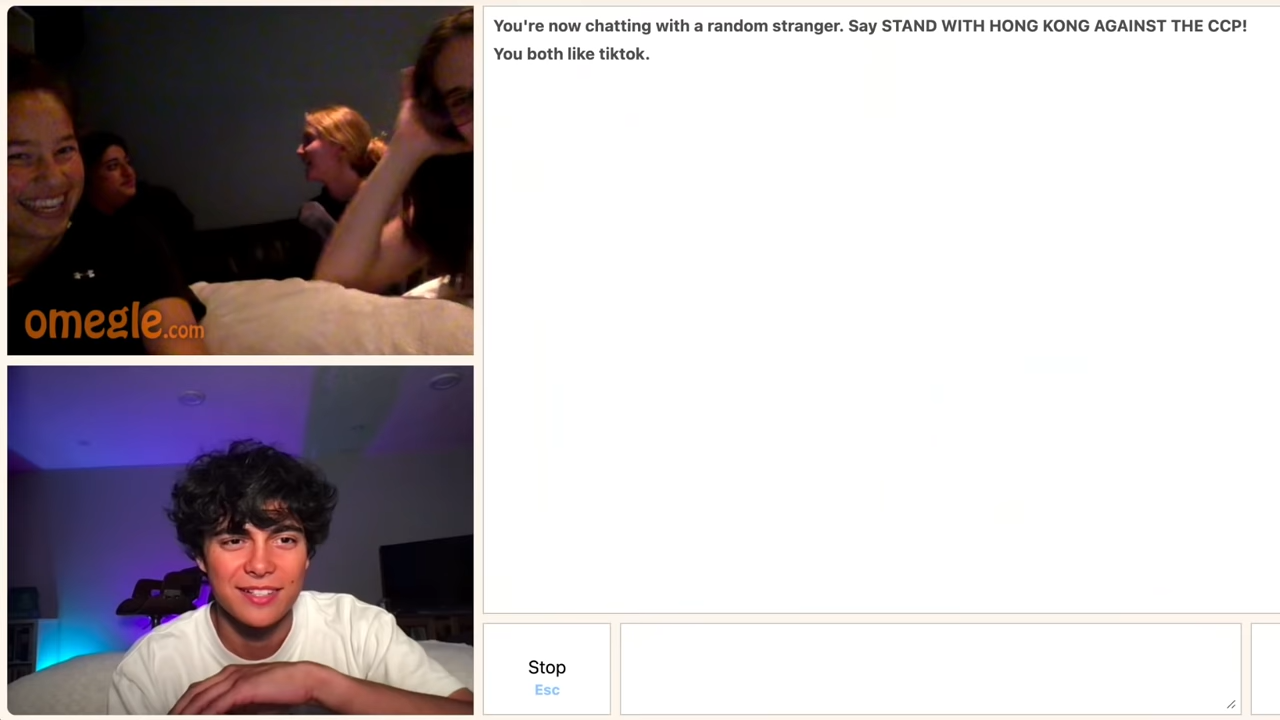 You're now chatting with a random stranger. Say STAND WITH HONG KONG AGAINST THE CCP!
You both like tiktok.
omegle.com
Stop
Esc